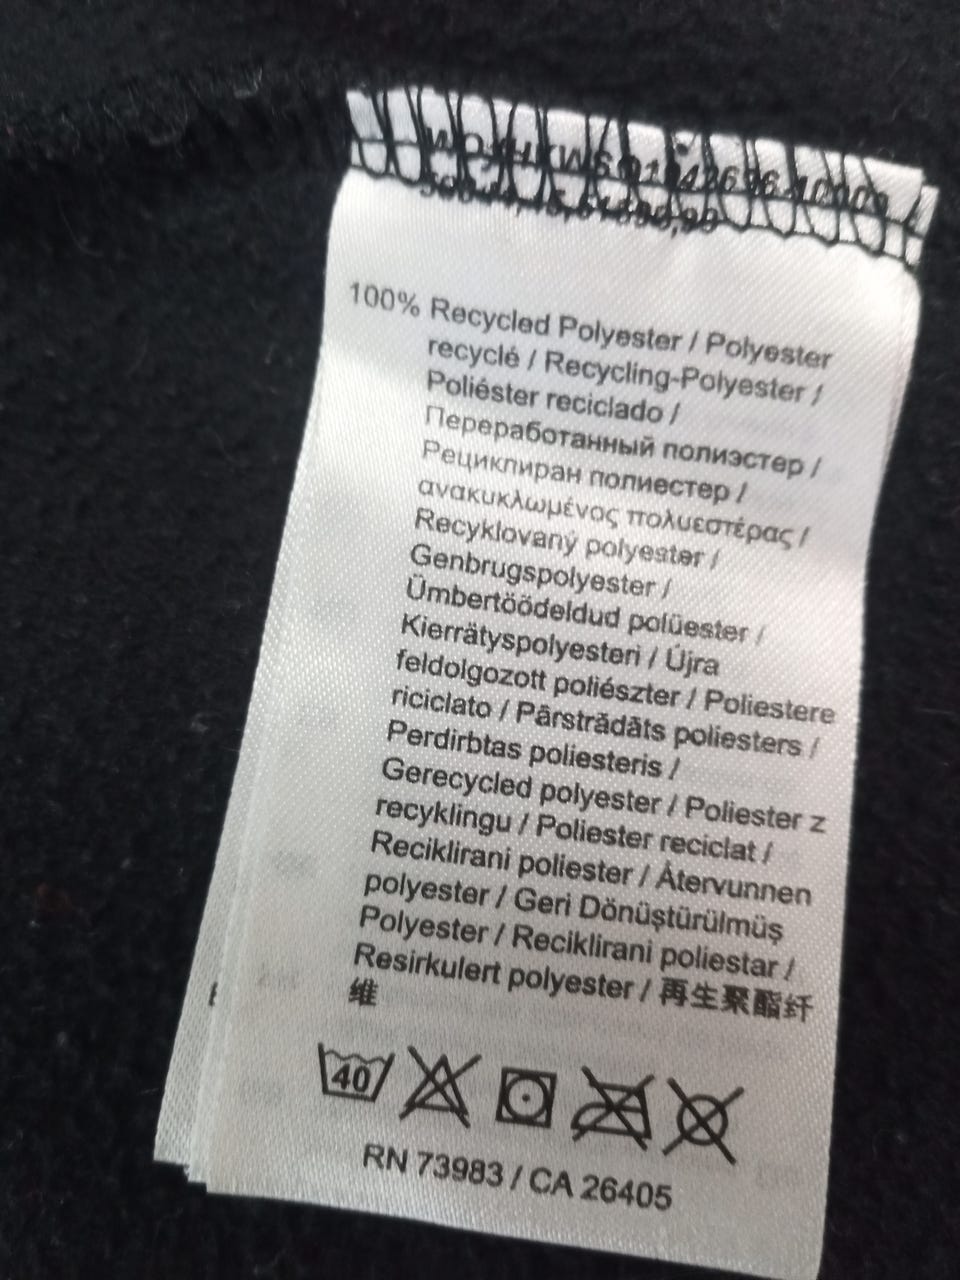 100% Recycled Polyester / Polyester
recyclé / Recycling-Polyester /
Poliéster reciclado /
Переработанный полиэстер /
Рециклиран полиестер /
ανακυκλωμένος πολυεστέρας /
Recyklovaný polyester /
Genbrugspolyester /
Ümbertöödeldud polüester /
Kierrätyspolyesteri / Újra
feldolgozott poliészter / Poliestere
riciclato / Pārstrādāts poliesters /
Perdirbtas poliesteris /
Gerecycled polyester / Poliester z
recyklingu / Poliester reciclat /
Reciklirani poliester / Återvunnen
polyester / Geri Dönüştürülmüş
Polyester / Reciklirani poliestar /
Resirkulert polyester / 再生聚酯纤
维
40
RN 73983 / CA 26405